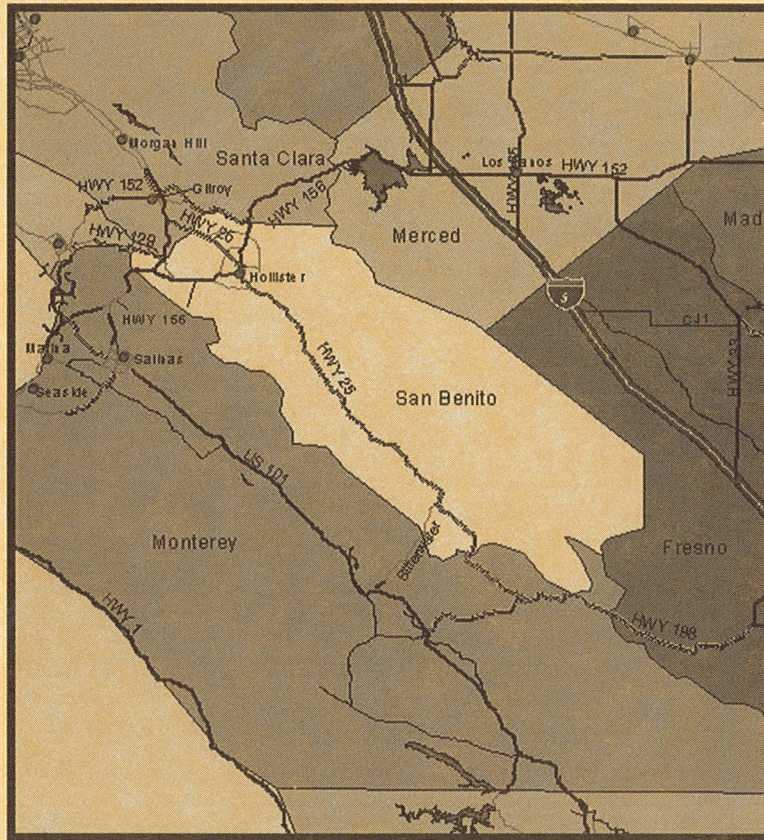 Morgan Hill
Santa Clara
Los Banos
HWY 152
HWY 165
HWY 152
Gilroy
HWY 156
Mad
HWY 25
Merced
HWY 129
Hollister
5
HWY 156
CJ1
Marina
Salinas
HWY 33
Seaside
HWY 25
San Benito
US 101
Monterey
Bitterwater
Fresno
HWY 198
HWY 1